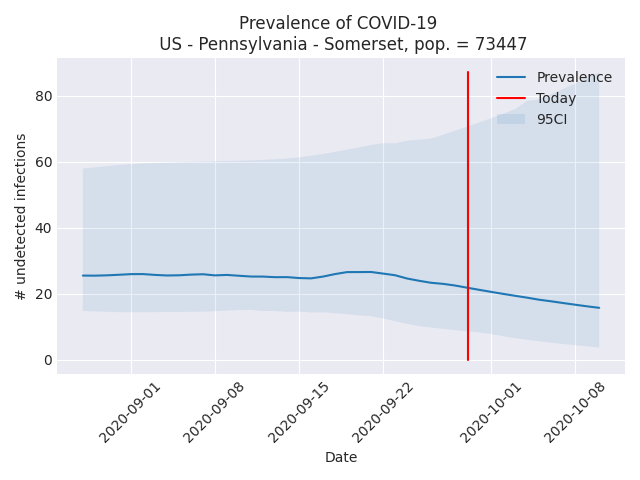 Prevalence of COVID-19
US - Pennsylvania - Somerset, pop. = 73447
Prevalence
Today
95CI
# undetected infections
80
60
40
20
0
2020-09-01
2020-09-08
2020-09-15
2020-09-22
2020-10-01
2020-10-08
Date